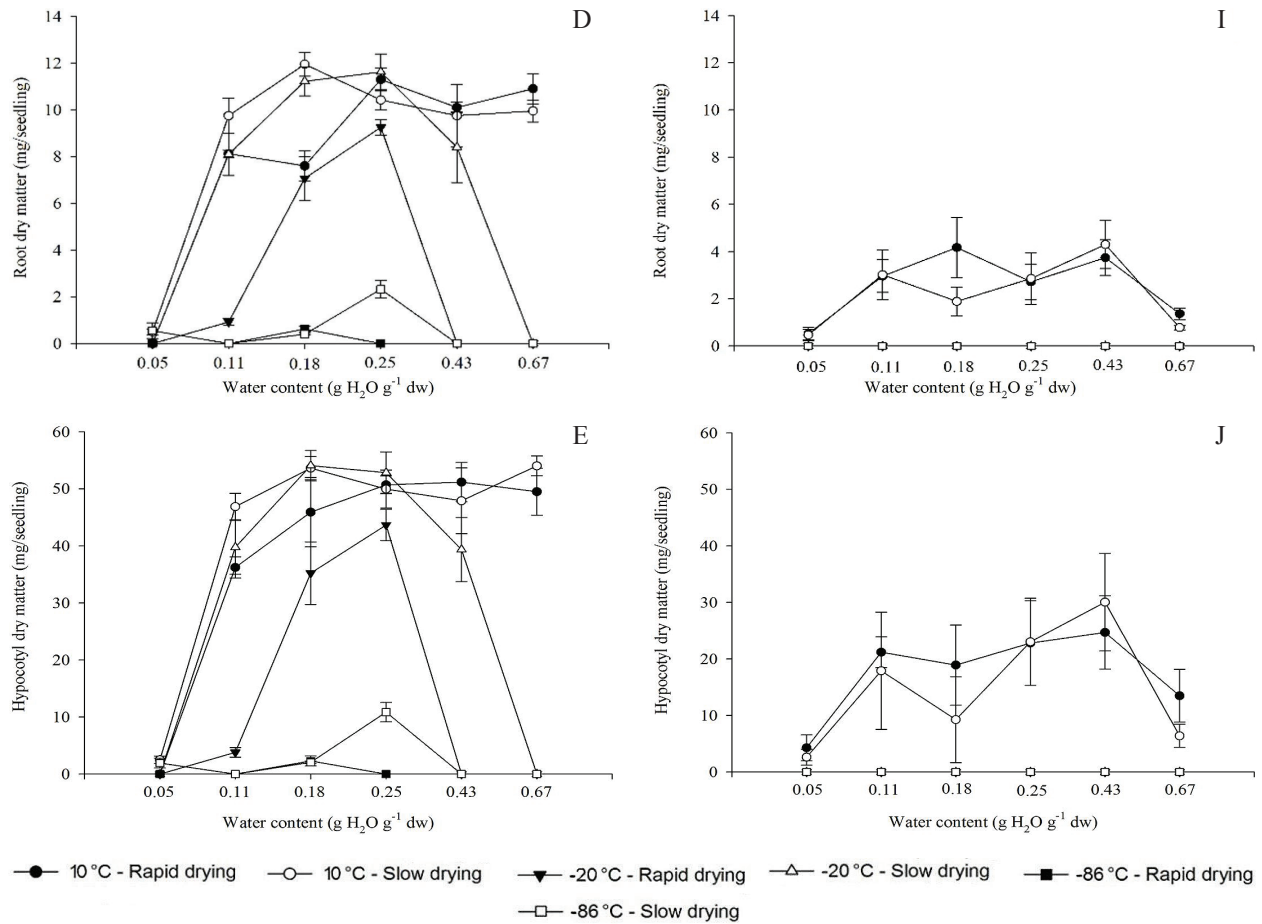 D
14
12
10
8
6
4
2
0
Root dry matter (mg/seedling)
0.05 0.11 0.18 0.25 0.43 0.67
Water content (g H₂O g⁻¹ dw)
I
14
12
10
8
6
4
2
0
Root dry matter (mg/seedling)
0.05 0.11 0.18 0.25 0.43 0.67
Water content (g H₂O g⁻¹ dw)
E
60
50
40
30
20
10
0
Hypocotyl dry matter (mg/seedling)
0.05 0.11 0.18 0.25 0.43 0.67
Water content (g H₂O g⁻¹ dw)
J
60
50
40
30
20
10
0
Hypocotyl dry matter (mg/seedling)
0.05 0.11 0.18 0.25 0.43 0.67
Water content (g H₂O g⁻¹ dw)
10 °C - Rapid drying 10 °C - Slow drying -20 °C - Rapid drying -20 °C - Slow drying -86 °C - Rapid drying
-86 °C - Slow drying